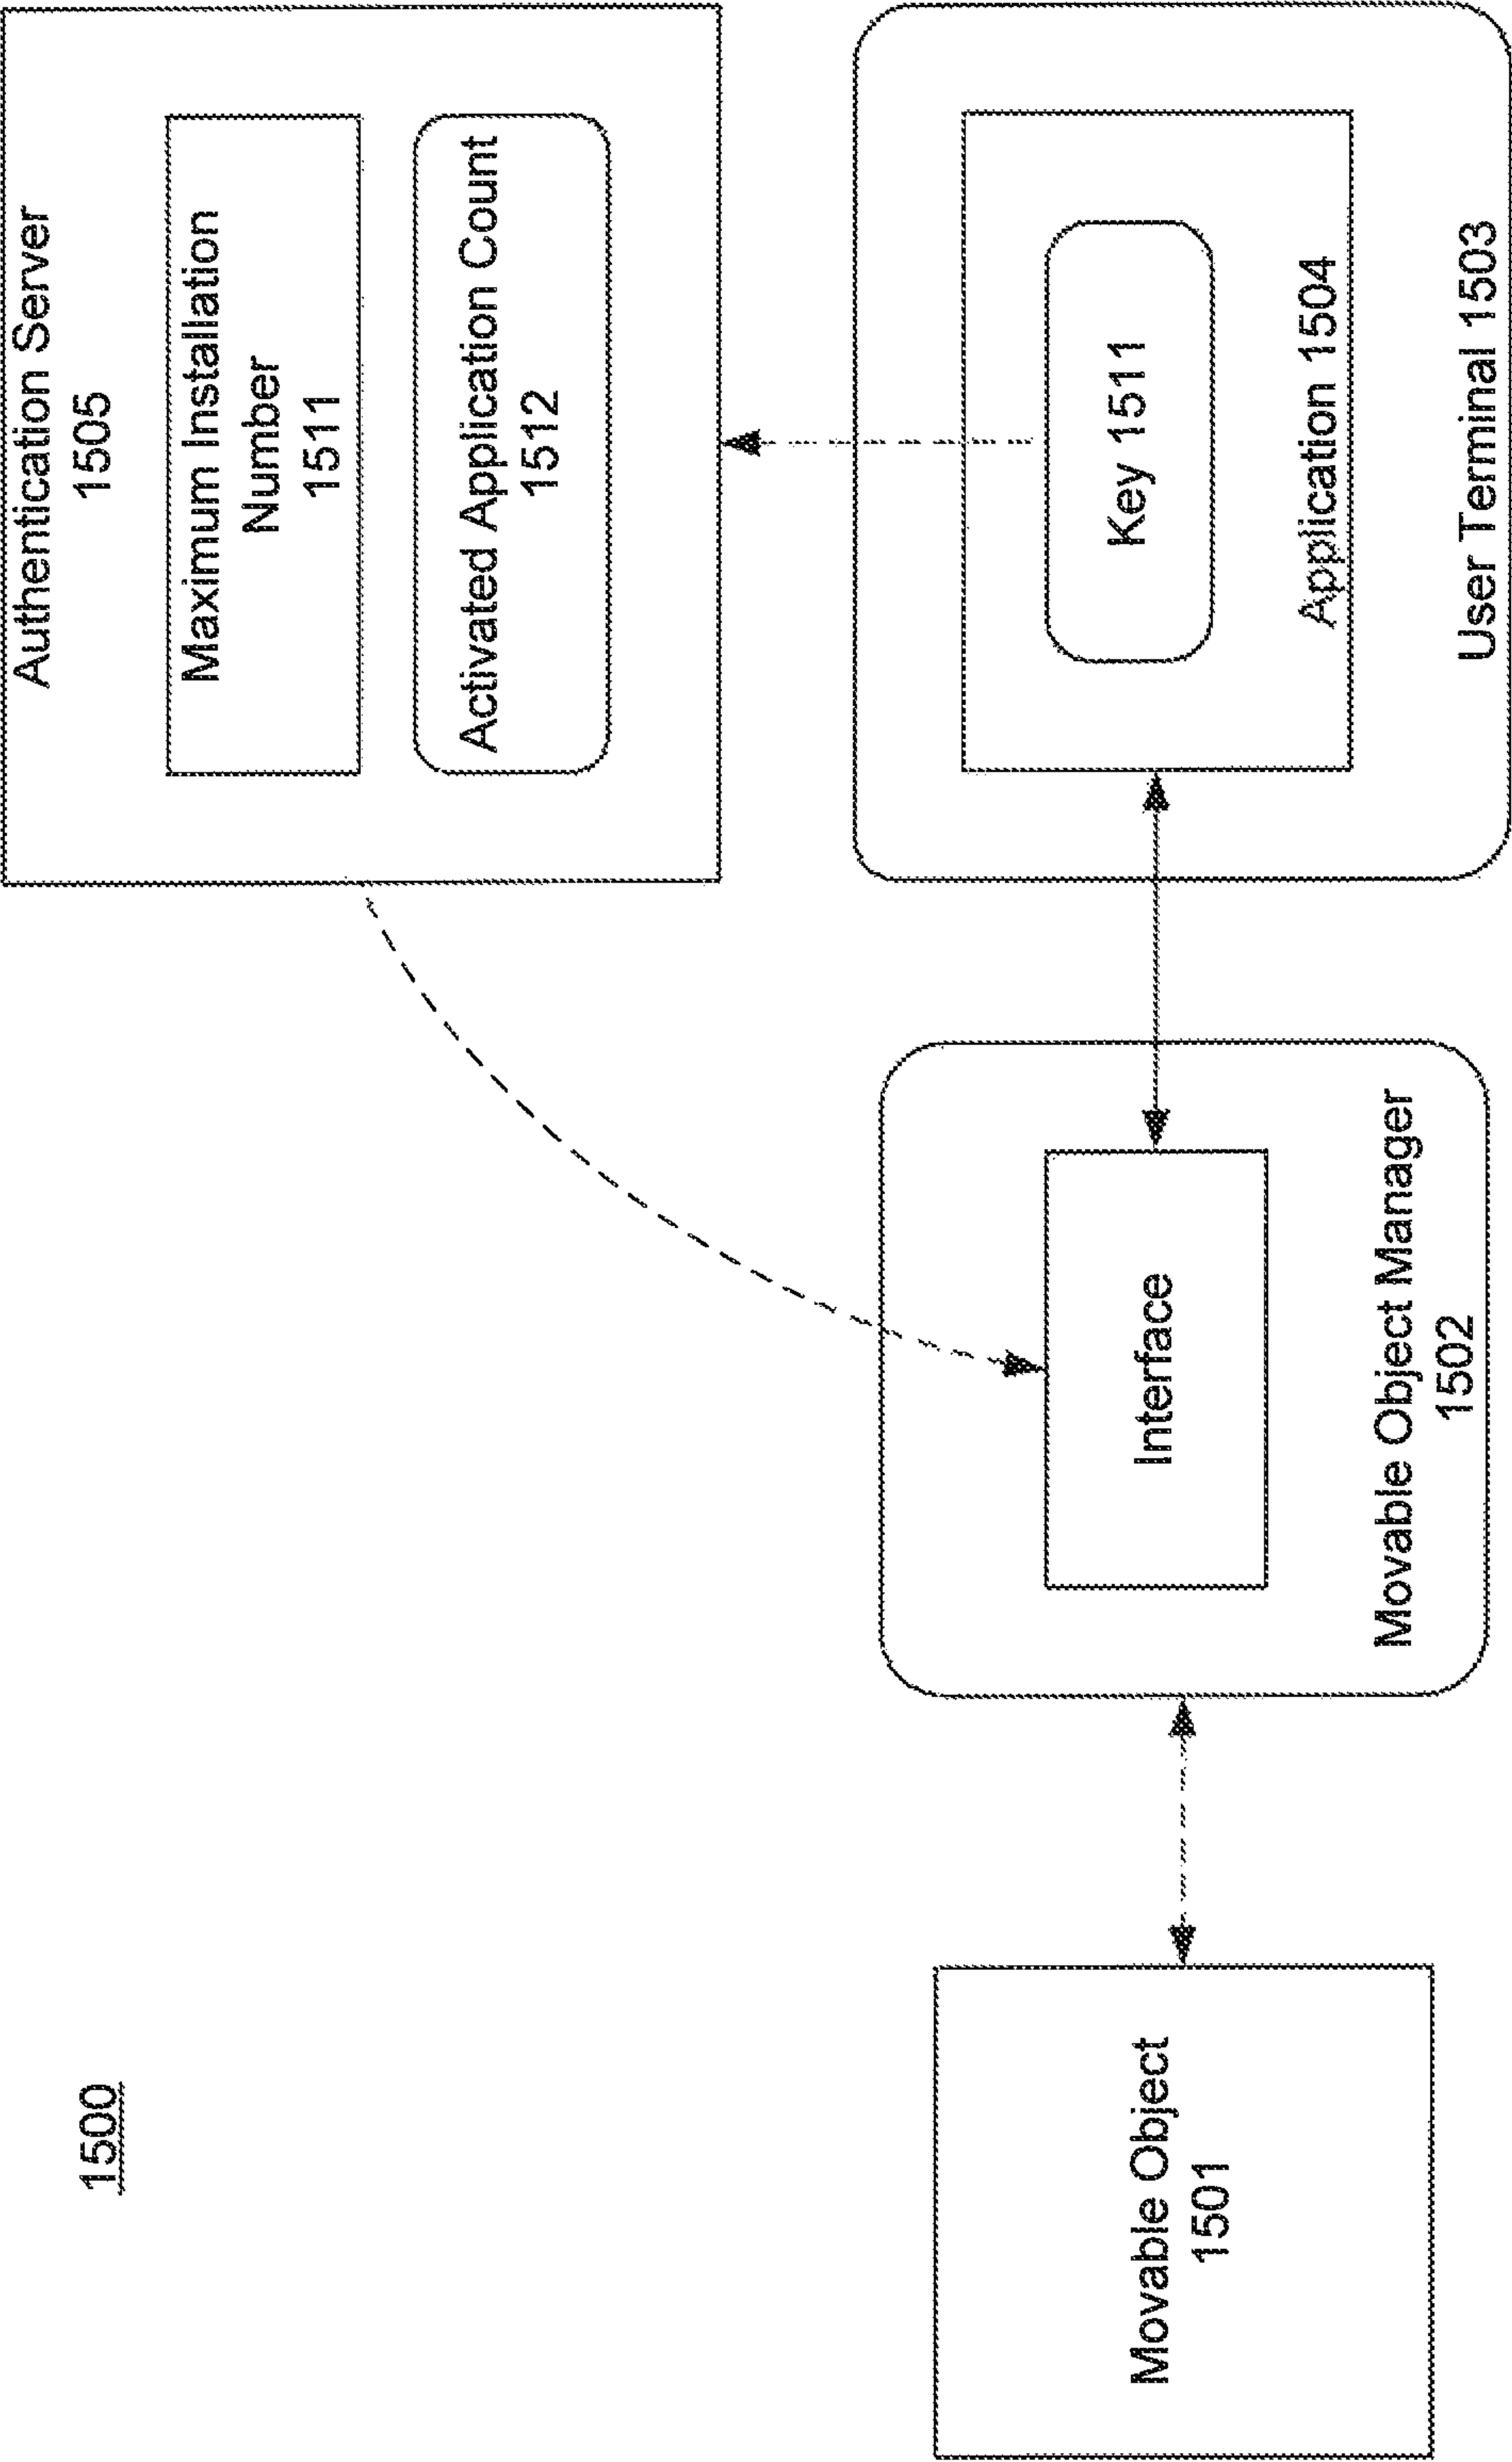 1500
Authentication Server
1505
Maximum Installation
Number
1511
Activated Application Count
1512
Movable Object
1501
Interface
Movable Object Manager
1502
Key 1511
Application 1504
User Terminal 1503